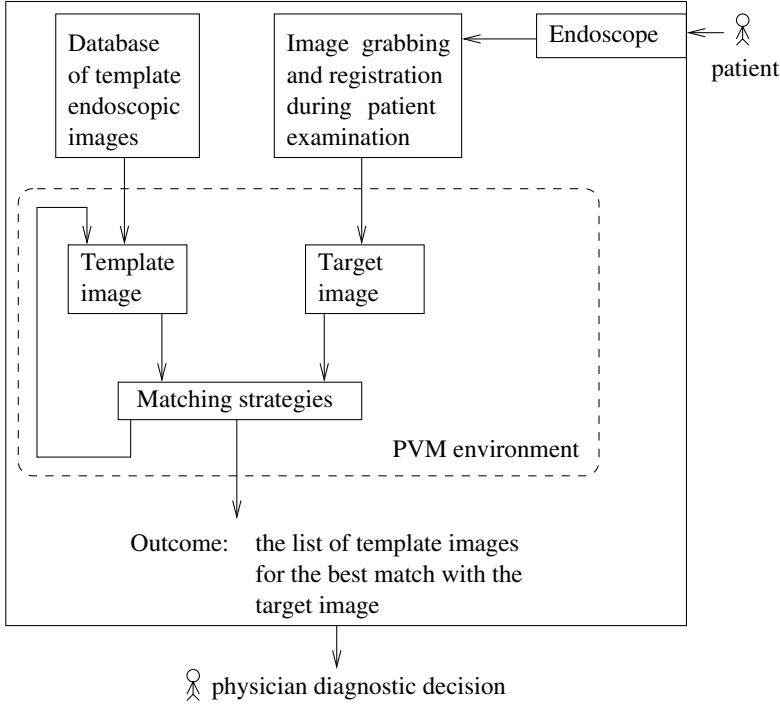 Database
of template
endoscopic
images
Image grabbing
and registration
during patient
examination
Endoscope
patient
Template
image
Target
image
Matching strategies
PVM environment
Outcome: the list of template images
for the best match with the
target image
physician diagnostic decision